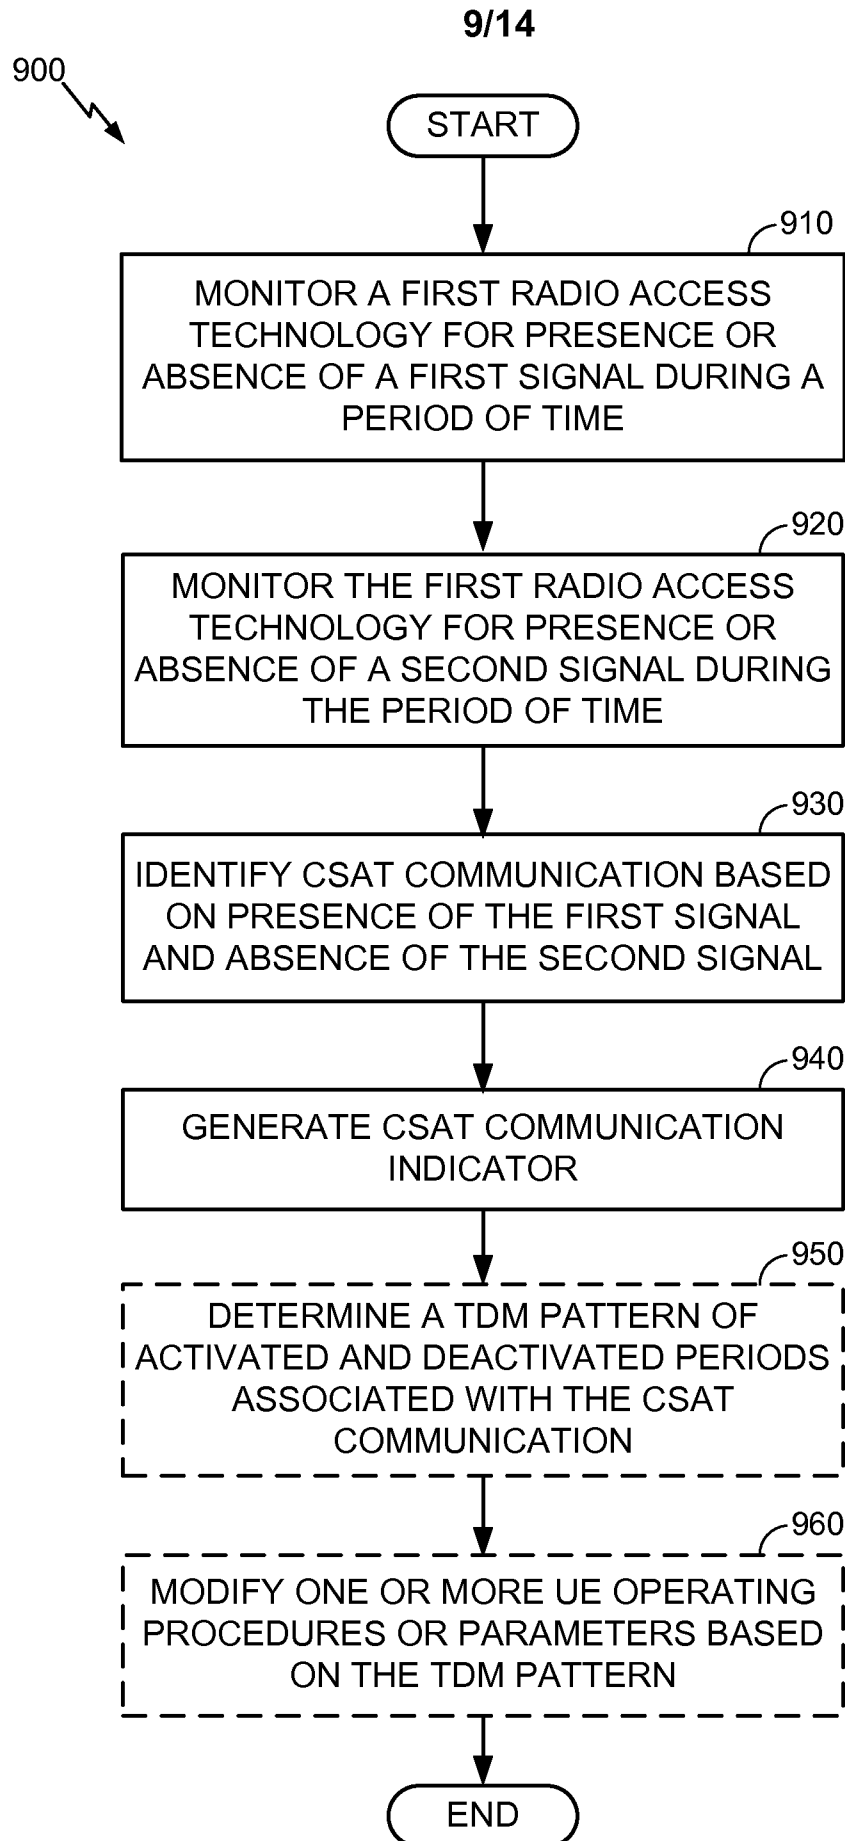 9/14
900
START
910
MONITOR A FIRST RADIO ACCESS
TECHNOLOGY FOR PRESENCE OR
ABSENCE OF A FIRST SIGNAL DURING A
PERIOD OF TIME
920
MONITOR THE FIRST RADIO ACCESS
TECHNOLOGY FOR PRESENCE OR
ABSENCE OF A SECOND SIGNAL DURING
THE PERIOD OF TIME
930
IDENTIFY CSAT COMMUNICATION BASED
ON PRESENCE OF THE FIRST SIGNAL
AND ABSENCE OF THE SECOND SIGNAL
940
GENERATE CSAT COMMUNICATION
INDICATOR
950
DETERMINE A TDM PATTERN OF
ACTIVATED AND DEACTIVATED PERIODS
ASSOCIATED WITH THE CSAT
COMMUNICATION
960
MODIFY ONE OR MORE UE OPERATING
PROCEDURES OR PARAMETERS BASED
ON THE TDM PATTERN
END